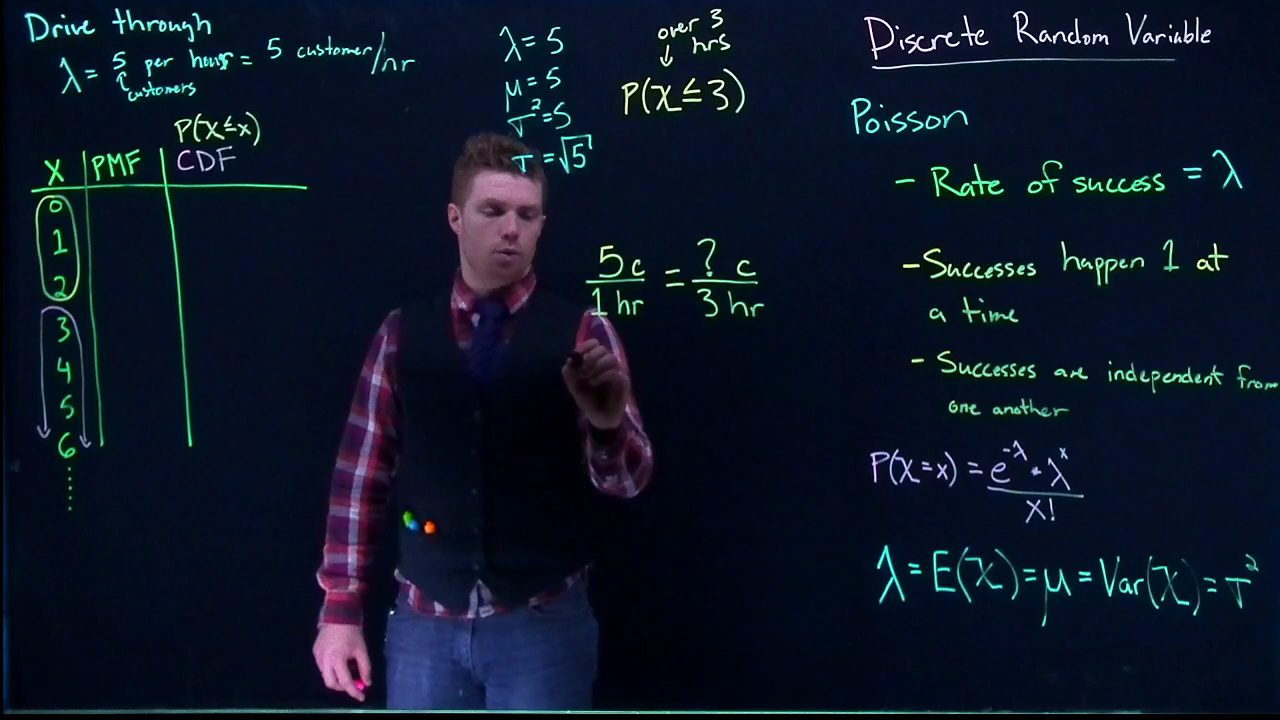 Drive through
λ = 5 per hour = 5 customer/hr
customers
P(X≤x)
X PMF CDF
0
1
2
3
4
5
6
λ = 5
μ = 5
σ² = 5
σ = √5
over 3
hrs
P(X ≤ 3)
5c = ? c
1 hr 3 hr
Discrete Random Variable
Poisson
- Rate of success = λ
- Successes happen 1 at
a time
- Successes are independent from
one another
P(X=x) = e^-λ · λ^x
x!
λ = E(X) = μ = Var(X) = σ²